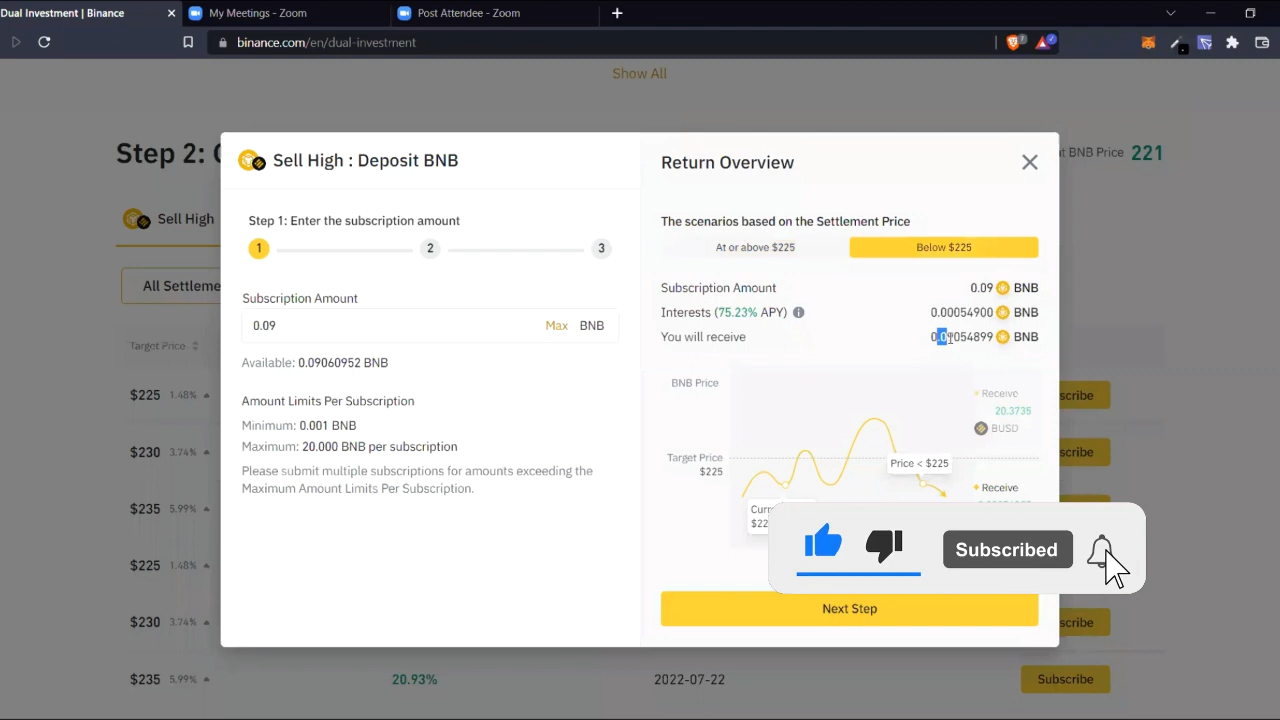 Dual Investment | Binance
My Meetings - Zoom
Post Attendee - Zoom
binance.com/en/dual-investment
Show All
Step 2:
BNB Price 221
Sell High
All Settleme
Target Price
$225 1.48%
$230 3.74%
$235 5.99%
$225 1.48%
$230 3.74%
$235 5.99%
20.93%
2022-07-22
scribe
scribe
scribe
Subscribe
Sell High : Deposit BNB
Step 1: Enter the subscription amount
1
2
3
Subscription Amount
0.09 Max BNB
Available: 0.09060952 BNB
Amount Limits Per Subscription
Minimum: 0.001 BNB
Maximum: 20.000 BNB per subscription
Please submit multiple subscriptions for amounts exceeding the
Maximum Amount Limits Per Subscription.
Return Overview
The scenarios based on the Settlement Price
At or above $225
Below $225
Subscription Amount 0.09 BNB
Interests (75.23% APY) 0.00054900 BNB
You will receive 0.09054899 BNB
BNB Price
Receive
20.3735
BUSD
Target Price
$225
Price < $225
Receive
Curr
$22
Subscribed
Next Step